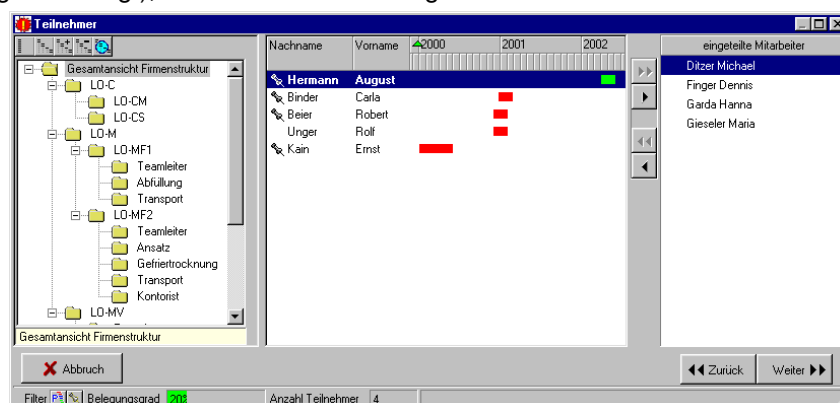 Teilnehmer
Gesamtansicht Firmenstruktur
LO-C
LO-CM
LO-CS
LO-M
LO-MF1
Teamleiter
Abfüllung
Transport
LO-MF2
Teamleiter
Ansatz
Gefriertrocknung
Transport
Kontorist
LO-MV
Gesamtansicht Firmenstruktur
Nachname Vorname 2000 2001 2002
Hermann August
Binder Carla
Beier Robert
Unger Rolf
Kain Ernst
eingeteilte Mitarbeiter
Ditzer Michael
Finger Dennis
Garda Hanna
Gieseler Maria
Abbruch
Zurück Weiter
Filter Belegungsgrad Anzahl Teilnehmer 4